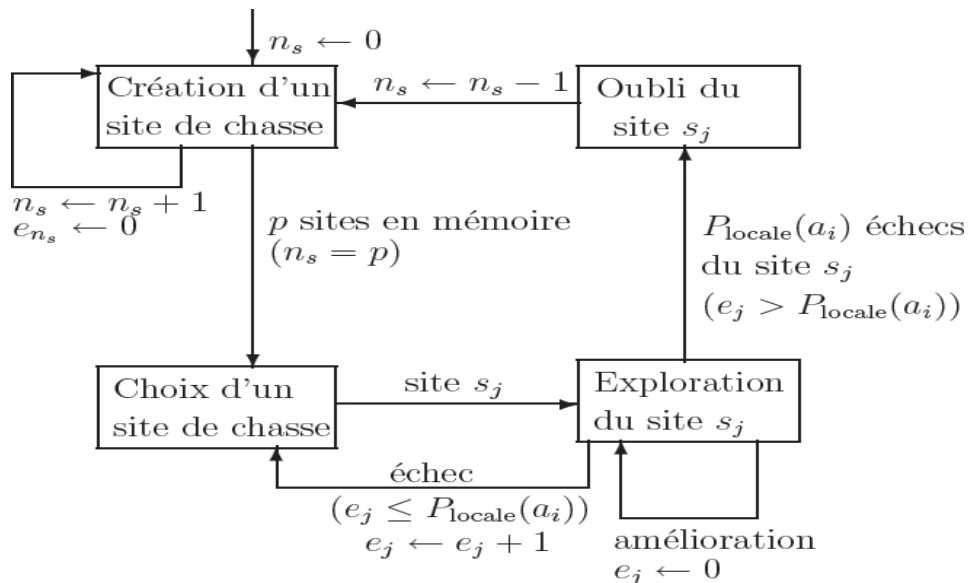 n_s ← 0
Création d'un
site de chasse
n_s ← n_s − 1
Oubli du
site s_j
n_s ← n_s + 1
e_{n_s} ← 0
p sites en mémoire
(n_s = p)
P_locale(a_i) échecs
du site s_j
(e_j > P_locale(a_i))
Choix d'un
site de chasse
site s_j
Exploration
du site s_j
échec
(e_j ≤ P_locale(a_i))
e_j ← e_j + 1
amélioration
e_j ← 0